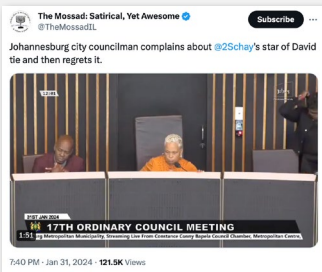 The Mossad: Satirical, Yet Awesome
@TheMossadIL
Subscribe
Johannesburg city councilman complains about @2Schay's star of David
tie and then regrets it.
31ST JAN 2024
17TH ORDINARY COUNCIL MEETING
1:51
rg Metropolitan Municipality, Streaming Live From Constance Cawny Bapela Council Chamber, Metropolitan Centre,
7:40 PM · Jan 31, 2024 · 121.5K Views